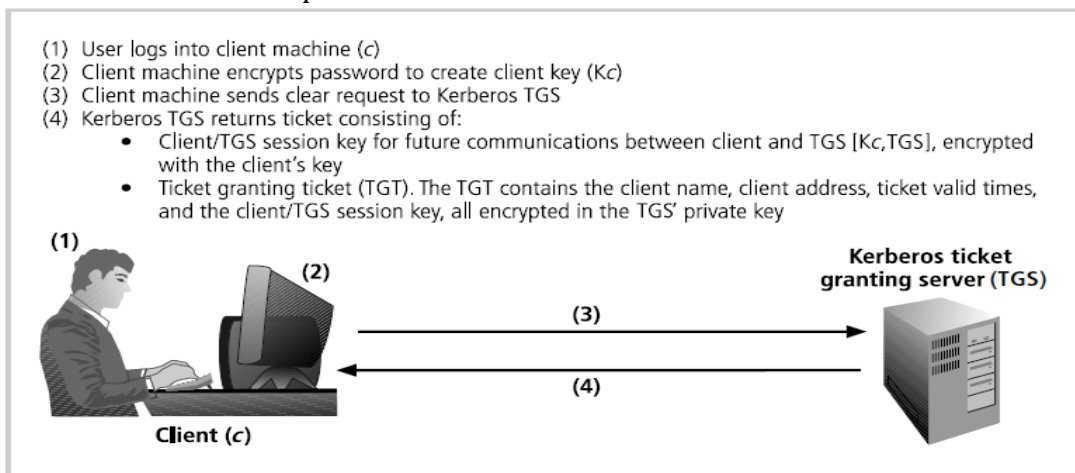 (1) User logs into client machine (c)
(2) Client machine encrypts password to create client key (Kc)
(3) Client machine sends clear request to Kerberos TGS
(4) Kerberos TGS returns ticket consisting of:
• Client/TGS session key for future communications between client and TGS [Kc,TGS], encrypted
with the client's key
• Ticket granting ticket (TGT). The TGT contains the client name, client address, ticket valid times,
and the client/TGS session key, all encrypted in the TGS' private key
(1)
(2)
Kerberos ticket
granting server (TGS)
(3)
(4)
Client (c)